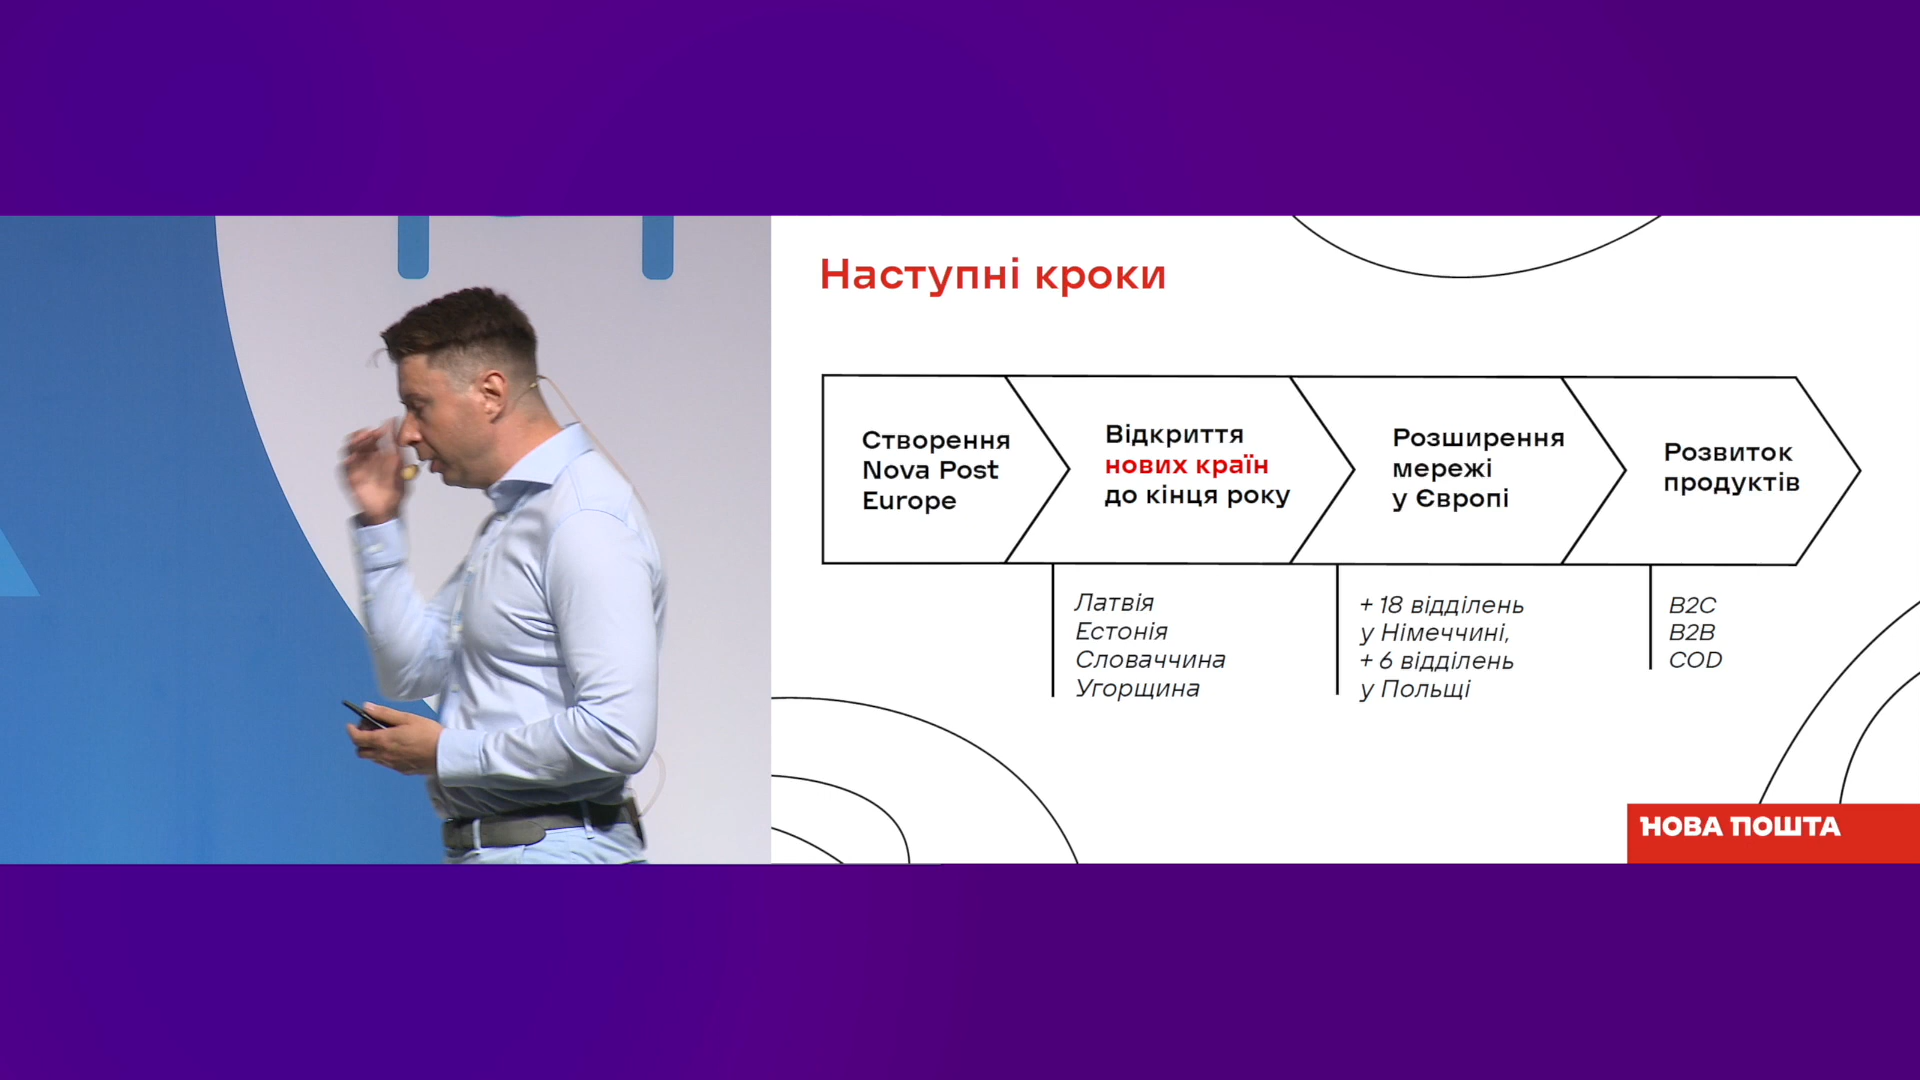 Наступні кроки
Створення
Nova Post
Europe
Відкриття
нових країн
до кінця року
Розширення
мережі
у Європі
Розвиток
продуктів
Латвія
Естонія
Словаччина
Угорщина
+ 18 відділень
у Німеччині,
+ 6 відділень
у Польщі
B2C
B2B
COD
НОВА ПОШТА